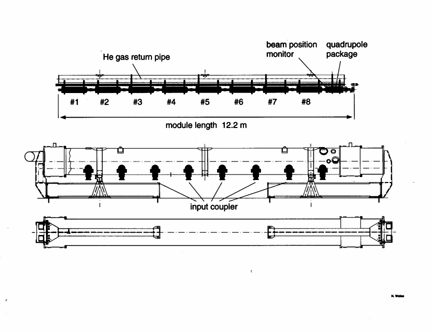 beam position
monitor
quadrupole
package
He gas return pipe
#1 #2 #3 #4 #5 #6 #7 #8
module length 12.2 m
input coupler